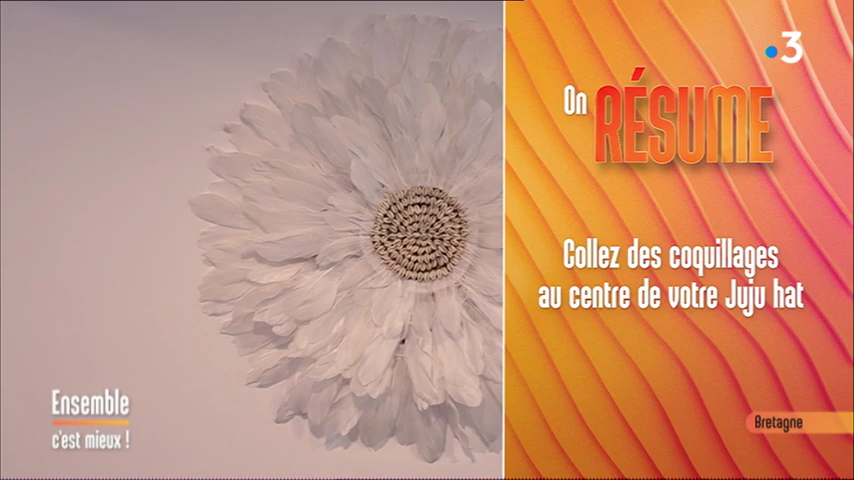 3
On RÉSUME
Collez des coquillages
au centre de votre Juju hat
Ensemble
c'est mieux !
Bretagne